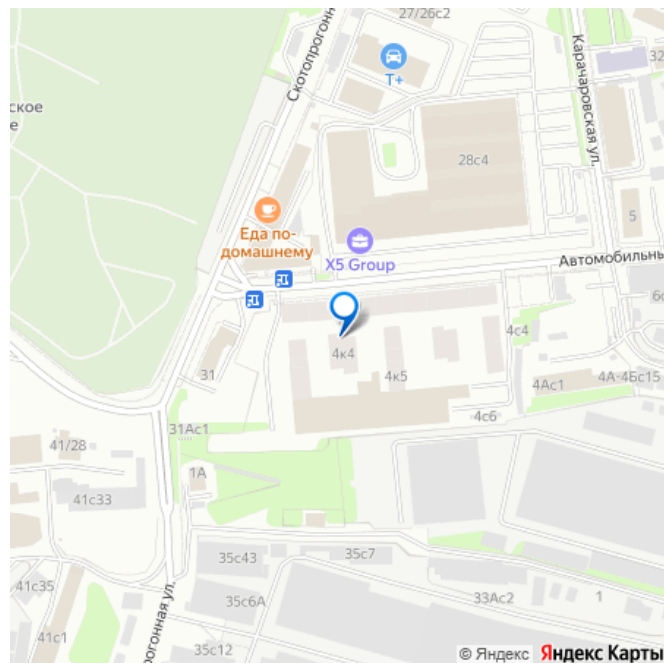 27/26с2
Скотопрогонн
Карачаровская ул.
32
Т+
ское
е
28с4
5
Еда по-
домашнему
X5 Group
Автомобильны
6с
4с4
31
4к4
4к5
4Ас1
4А-4Бс15
4с6
31Ас1
41/28
1А
41с33
35с43
35с7
41с35
35с6А
33Ас2
1
41с1
рогонная ул.
35с12
© Яндекс Яндекс Карты